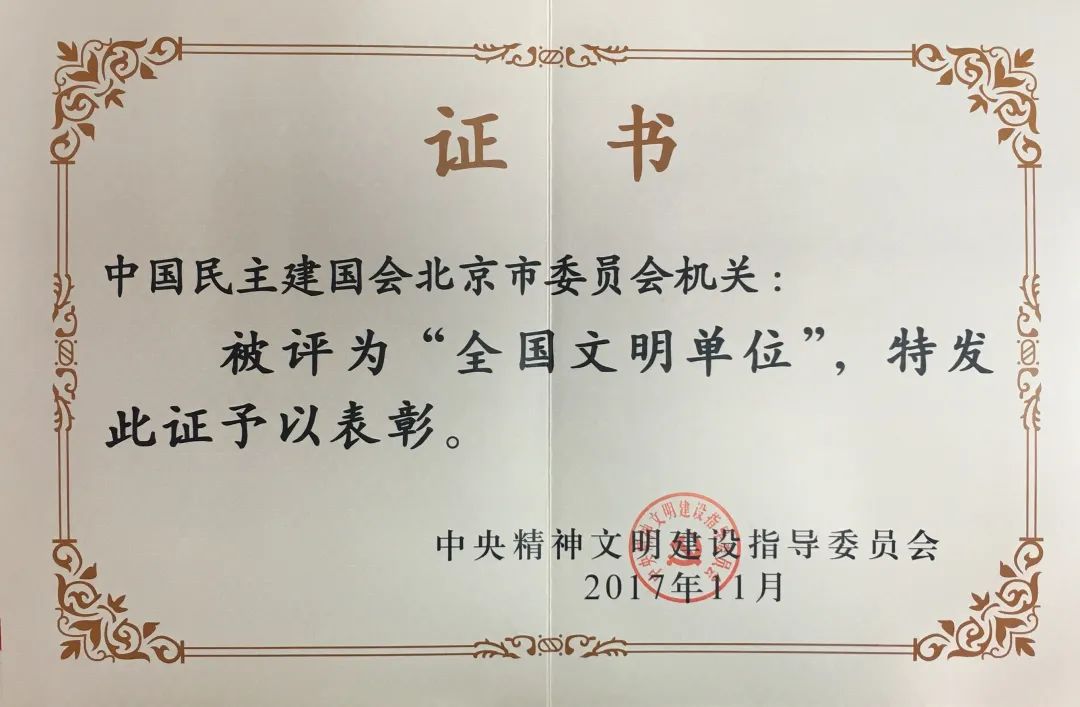 证书
中国民主建国会北京市委员会机关：
被评为“全国文明单位”，特发
此证予以表彰。
中央精神文明建设指导委员会
2017年11月